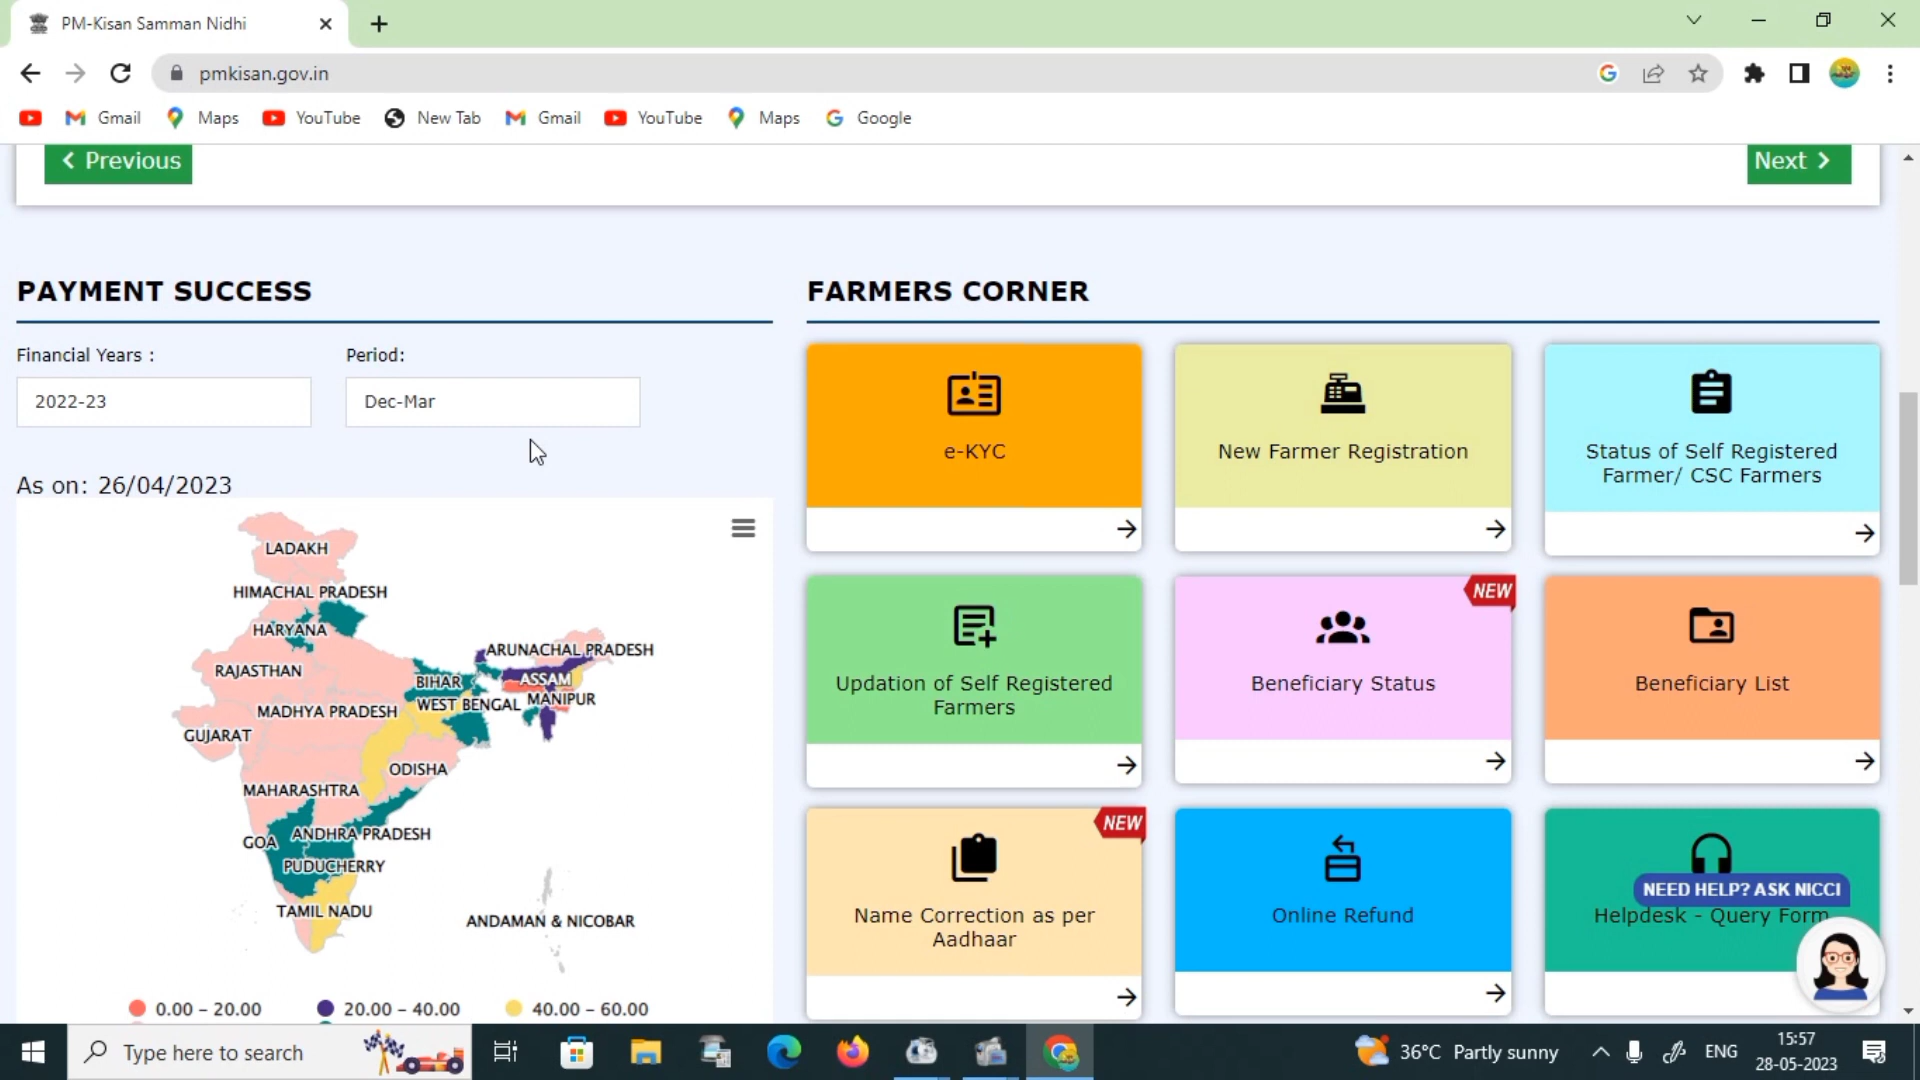 PM-Kisan Samman Nidhi
pmkisan.gov.in
Gmail
Maps
YouTube
New Tab
Gmail
YouTube
Maps
Google
Previous
Next
PAYMENT SUCCESS
Financial Years :
Period:
2022-23
Dec-Mar
As on: 26/04/2023
LADAKH
HIMACHAL PRADESH
HARYANA
ARUNACHAL PRADESH
RAJASTHAN
BIHAR
ASSAM
WEST BENGAL
MANIPUR
MADHYA PRADESH
GUJARAT
ODISHA
MAHARASHTRA
ANDHRA PRADESH
GOA
PUDUCHERRY
TAMIL NADU
ANDAMAN & NICOBAR
0.00 – 20.00
20.00 – 40.00
40.00 – 60.00
FARMERS CORNER
e-KYC
New Farmer Registration
Status of Self Registered
Farmer/ CSC Farmers
Updation of Self Registered
Farmers
NEW
Beneficiary Status
Beneficiary List
NEW
Name Correction as per
Aadhaar
Online Refund
NEED HELP? ASK NICCI
Helpdesk - Query Form
Type here to search
36°C Partly sunny
ENG
15:57
28-05-2023